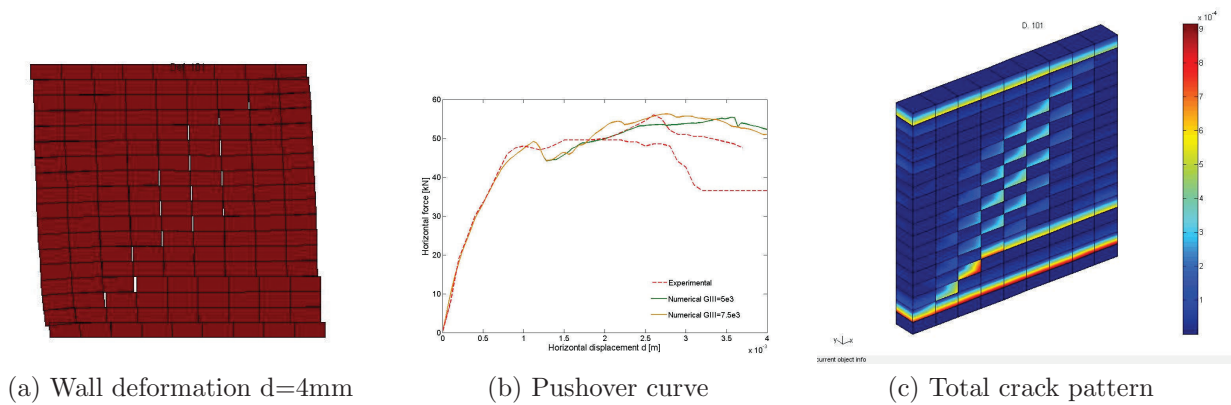 D. 101
60
50
40
30
20
10
0
Horizontal force [kN]
Experimental
Numerical GIII=5e3
Numerical GIII=7.5e3
0
0.5
1
1.5
2
2.5
3
3.5
4
x 10⁻³
Horizontal displacement d [m]
D. 101
x 10⁻⁴
9
8
7
6
5
4
3
2
1
Y
X
current object info
(a) Wall deformation d=4mm
(b) Pushover curve
(c) Total crack pattern